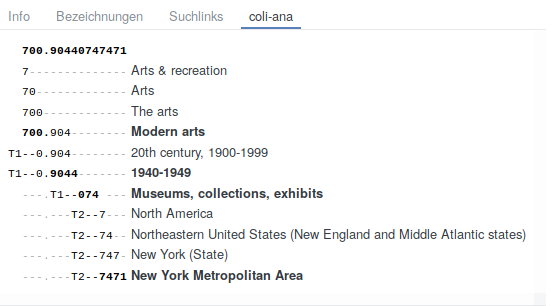 Info Bezeichnungen Suchlinks coli-ana
700.90440747471
7-------------- Arts & recreation
70------------- Arts
700------------ The arts
700.904-------- Modern arts
T1--0.904-------- 20th century, 1900-1999
T1--0.9044------- 1940-1949
---.T1--074 --- Museums, collections, exhibits
---.---T2--7--- North America
---.---T2--74-- Northeastern United States (New England and Middle Atlantic states)
---.---T2--747- New York (State)
---.---T2--7471 New York Metropolitan Area